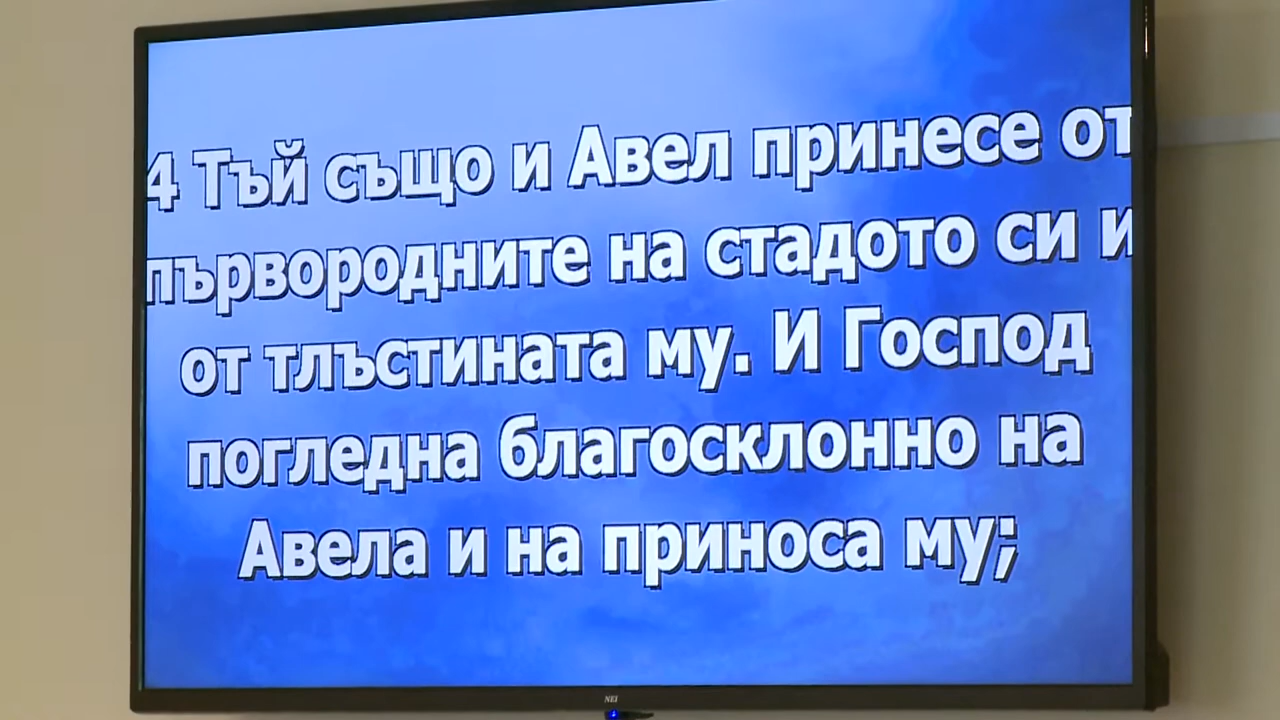 4 Тъй също и Авел принесе от
първородните на стадото си и
от тлъстината му. И Господ
погледна благосклонно на
Авела и на приноса му;
NEI